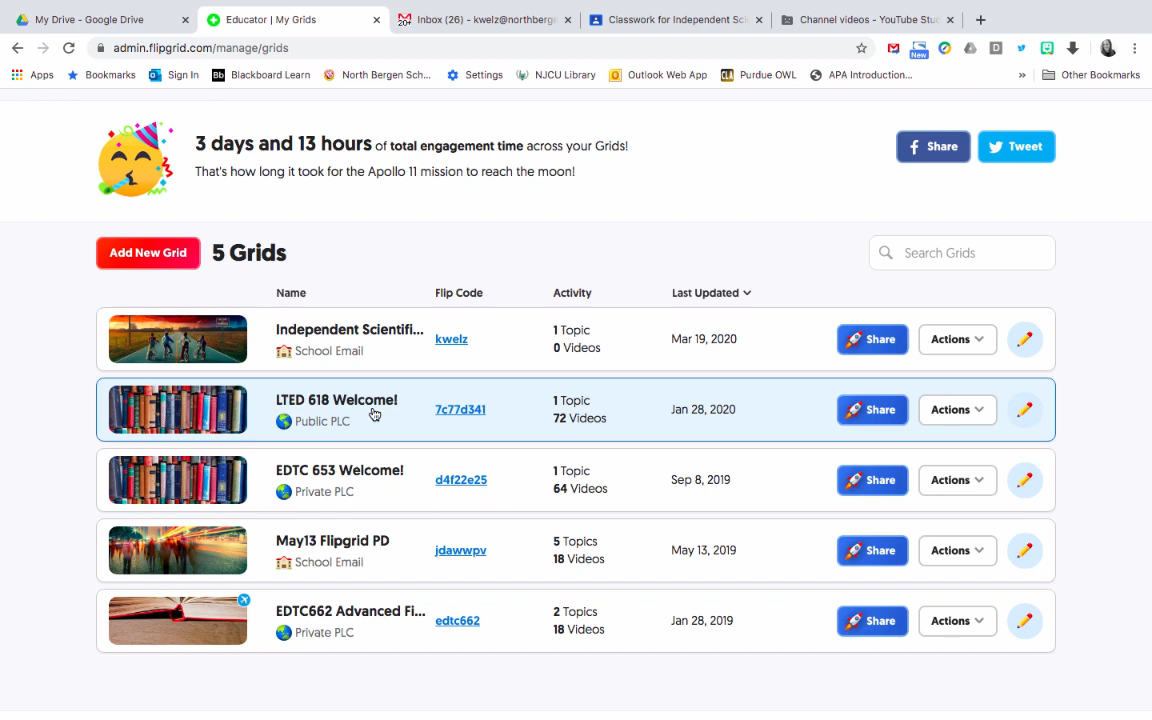 My Drive - Google Drive
Educator | My Grids
20+
Inbox (26) - kwelz@northberge
Classwork for Independent Scie
Channel videos - YouTube Stud
admin.flipgrid.com/manage/grids
New
D
Apps
Bookmarks
Sign In
Bb Blackboard Learn
North Bergen Sch...
Settings
NJCU Library
Outlook Web App
Purdue OWL
APA Introduction...
»
Other Bookmarks
3 days and 13 hours of total engagement time across your Grids!
That's how long it took for the Apollo 11 mission to reach the moon!
Share
Tweet
Add New Grid
5 Grids
Search Grids
Name Flip Code Activity Last Updated
Independent Scientifi...
School Email
kwelz
1 Topic
0 Videos
Mar 19, 2020
Share
Actions
LTED 618 Welcome!
Public PLC
7c77d341
1 Topic
72 Videos
Jan 28, 2020
Share
Actions
EDTC 653 Welcome!
Private PLC
d4f22e25
1 Topic
64 Videos
Sep 8, 2019
Share
Actions
May13 Flipgrid PD
School Email
jdawwpv
5 Topics
18 Videos
May 13, 2019
Share
Actions
EDTC662 Advanced Fi...
Private PLC
edtc662
2 Topics
18 Videos
Jan 28, 2019
Share
Actions